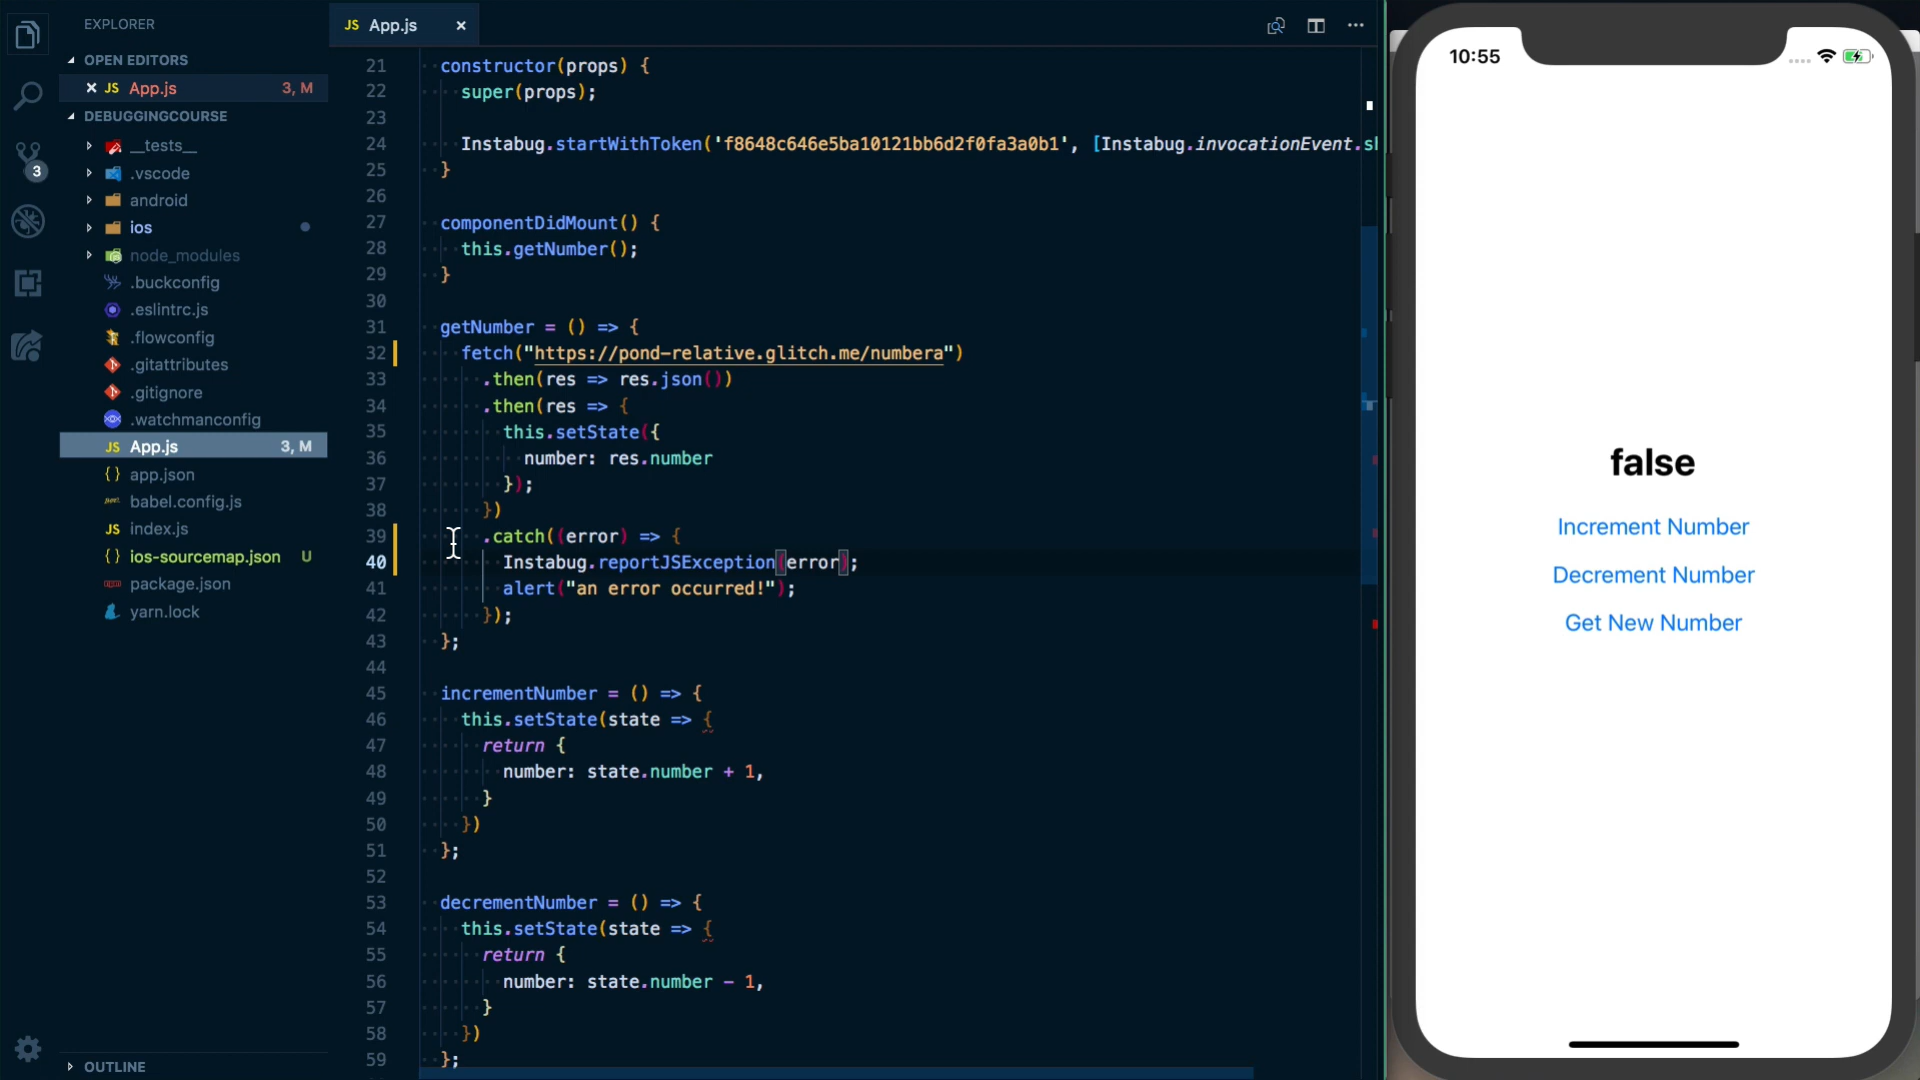 EXPLORER
OPEN EDITORS
JS App.js 3, M
DEBUGGINGCOURSE
__tests__
.vscode
android
ios
node_modules
.buckconfig
.eslintrc.js
.flowconfig
.gitattributes
.gitignore
.watchmanconfig
JS App.js 3, M
{} app.json
babel.config.js
JS index.js
{} ios-sourcemap.json U
package.json
yarn.lock
OUTLINE
3
JS App.js
21 constructor(props) {
22 super(props);
23
24 Instabug.startWithToken('f8648c646e5ba10121bb6d2f0fa3a0b1', [Instabug.invocationEvent.sh
25 }
26
27 componentDidMount() {
28 this.getNumber();
29 }
30
31 getNumber = () => {
32 fetch("https://pond-relative.glitch.me/numbera")
33 .then(res => res.json())
34 .then(res => {
35 this.setState({
36 number: res.number
37 });
38 })
39 .catch((error) => {
40 Instabug.reportJSException(error);
41 alert("an error occurred!");
42 });
43 };
44
45 incrementNumber = () => {
46 this.setState(state => {
47 return {
48 number: state.number + 1,
49 }
50 })
51 };
52
53 decrementNumber = () => {
54 this.setState(state => {
55 return {
56 number: state.number - 1,
57 }
58 })
59 };
10:55
false
Increment Number
Decrement Number
Get New Number